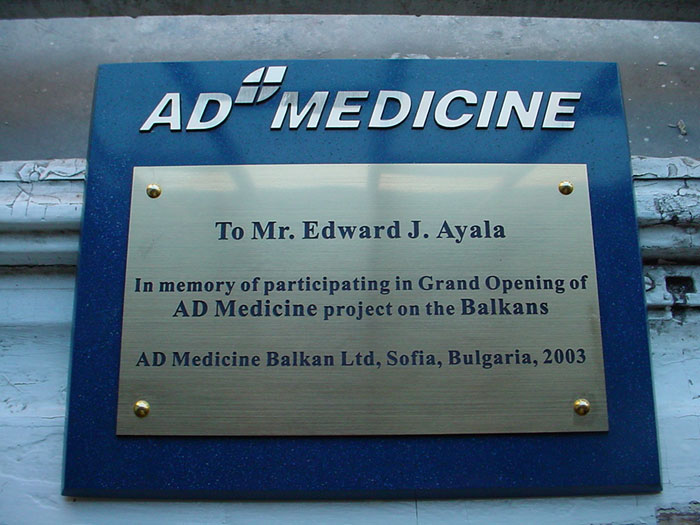 AD MEDICINE
To Mr. Edward J. Ayala
In memory of participating in Grand Opening of
AD Medicine project on the Balkans
AD Medicine Balkan Ltd, Sofia, Bulgaria, 2003